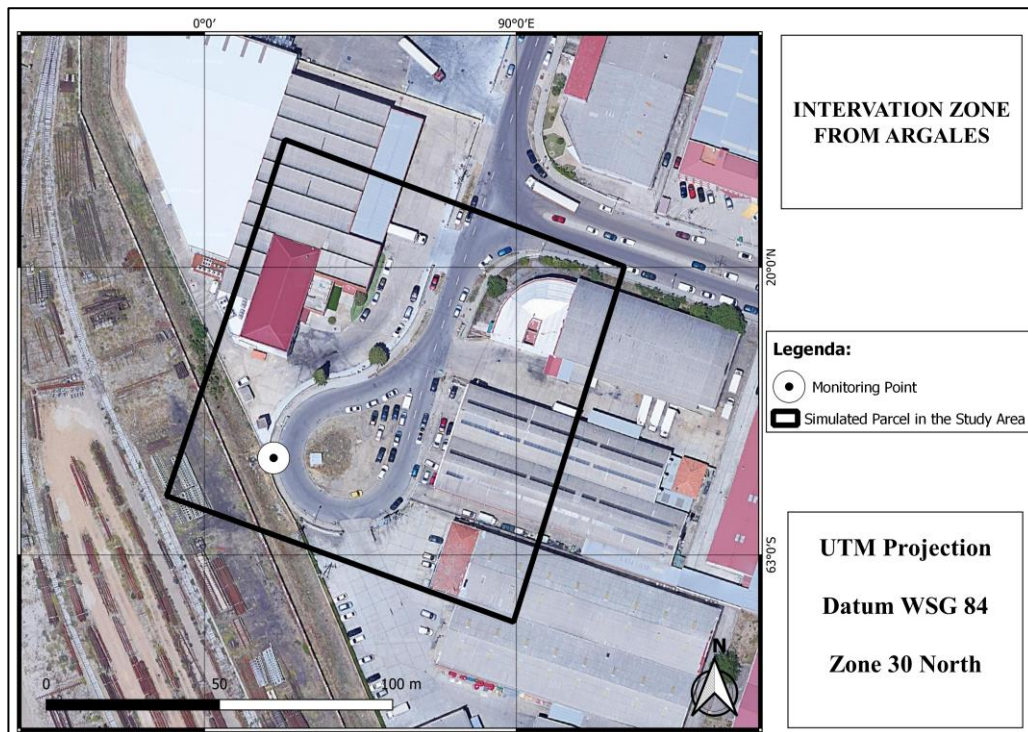 0°0'
90°0'E
INTERVATION ZONE
FROM ARGALES
20°0'N
Legenda:
Monitoring Point
Simulated Parcel in the Study Area
63°0'S
UTM Projection
Datum WSG 84
Zone 30 North
N
0 50 100 m